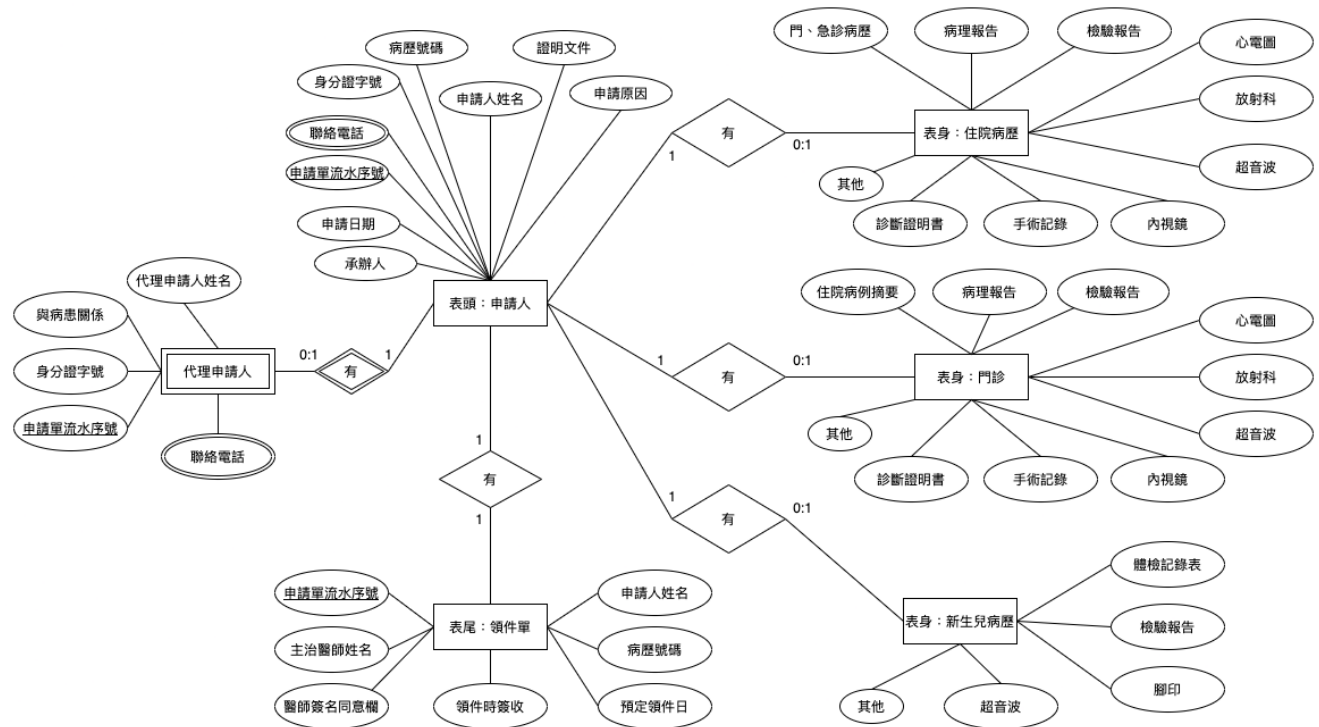 病歷號碼
證明文件
身分證字號
申請人姓名
申請原因
聯絡電話
申請單流水序號
申請日期
承辦人
表頭：申請人
代理申請人姓名
與病患關係
身分證字號
申請單流水序號
代理申請人
聯絡電話
0:1
有
1
1
有
0:1
門、急診病歷
病理報告
檢驗報告
心電圖
放射科
超音波
表身：住院病歷
其他
診斷證明書
手術記錄
內視鏡
1
有
0:1
住院病例摘要
病理報告
檢驗報告
心電圖
放射科
超音波
表身：門診
其他
診斷證明書
手術記錄
內視鏡
1
有
0:1
體檢記錄表
檢驗報告
腳印
表身：新生兒病歷
其他
超音波
1
有
1
申請單流水序號
主治醫師姓名
醫師簽名同意欄
表尾：領件單
領件時簽收
申請人姓名
病歷號碼
預定領件日